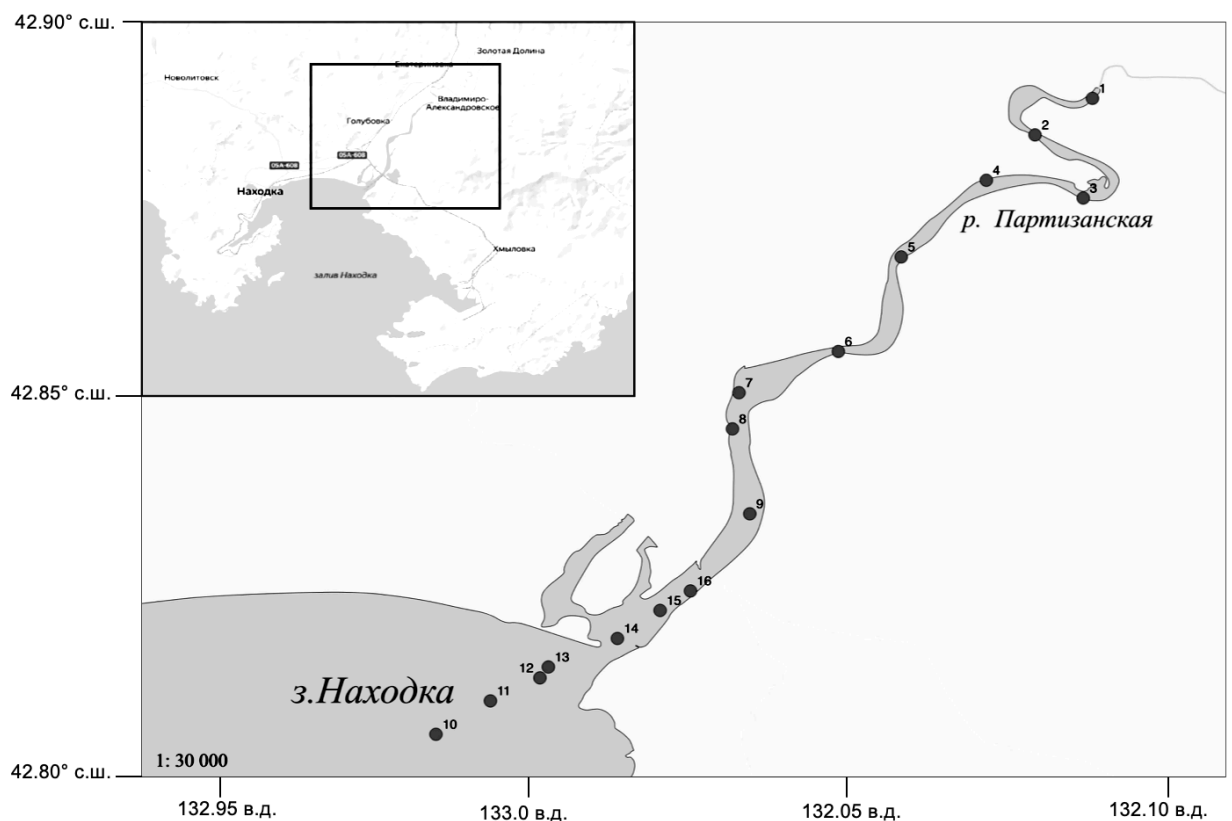 42.90° с.ш.
Золотая Долина
Екатериновка
Новолитовск
Владимиро-
Александровское
Голубовка
05А-608
05А-608
Находка
Хмыловка
залив Находка
1
2
3
4
р. Партизанская
5
6
42.85° с.ш.
7
8
9
16
15
14
13
12
з.Находка
11
10
1: 30 000
42.80° с.ш.
132.95 в.д.
133.0 в.д.
132.05 в.д.
132.10 в.д.